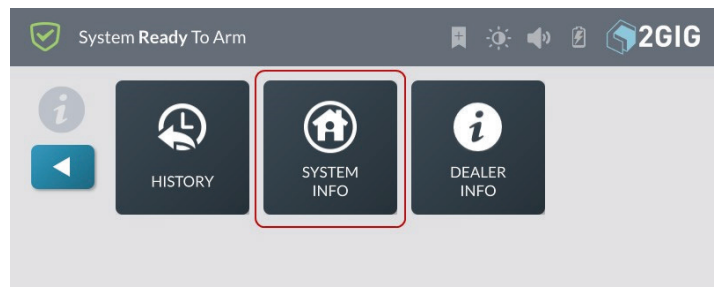 System Ready To Arm
2GIG
HISTORY
SYSTEM
INFO
DEALER
INFO